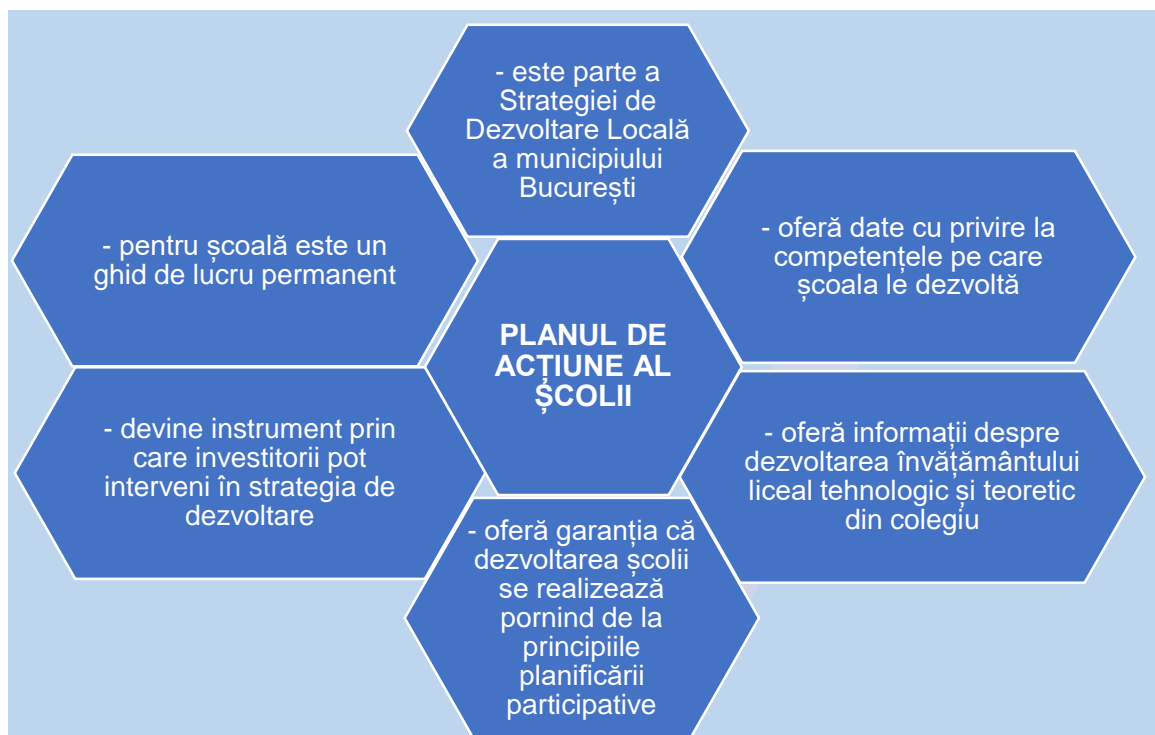 - este parte a
Strategiei de
Dezvoltare Locală
a municipiului
București
- oferă date cu privire la
competențele pe care
școala le dezvoltă
- oferă informații despre
dezvoltarea învățământului
liceal tehnologic și teoretic
din colegiu
- oferă garanția că
dezvoltarea școlii
se realizează
pornind de la
principiile
planificării
participative
- devine instrument prin
care investitorii pot
interveni în strategia de
dezvoltare
- pentru școală este un
ghid de lucru permanent
PLANUL DE
ACȚIUNE AL
ȘCOLII